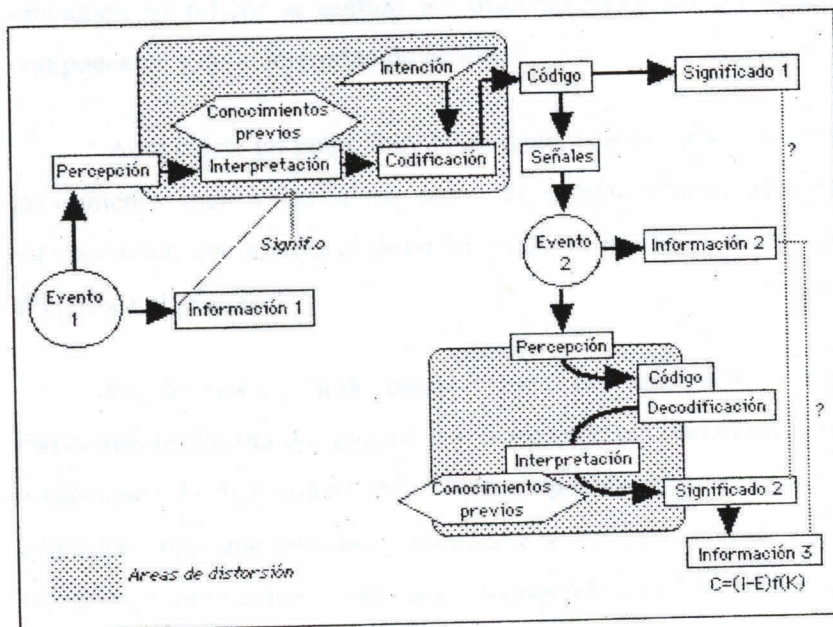 Intención
Código
Significado 1
Conocimientos
previos
?
Percepción
Interpretación
Codificación
Señales
Signif.o
Evento
2
Información 2
Evento
1
Información 1
Percepción
Código
?
Decodificación
Interpretación
Conocimientos
previos
Significado 2
Información 3
C=(I-E)f(K)
Areas de distorsión